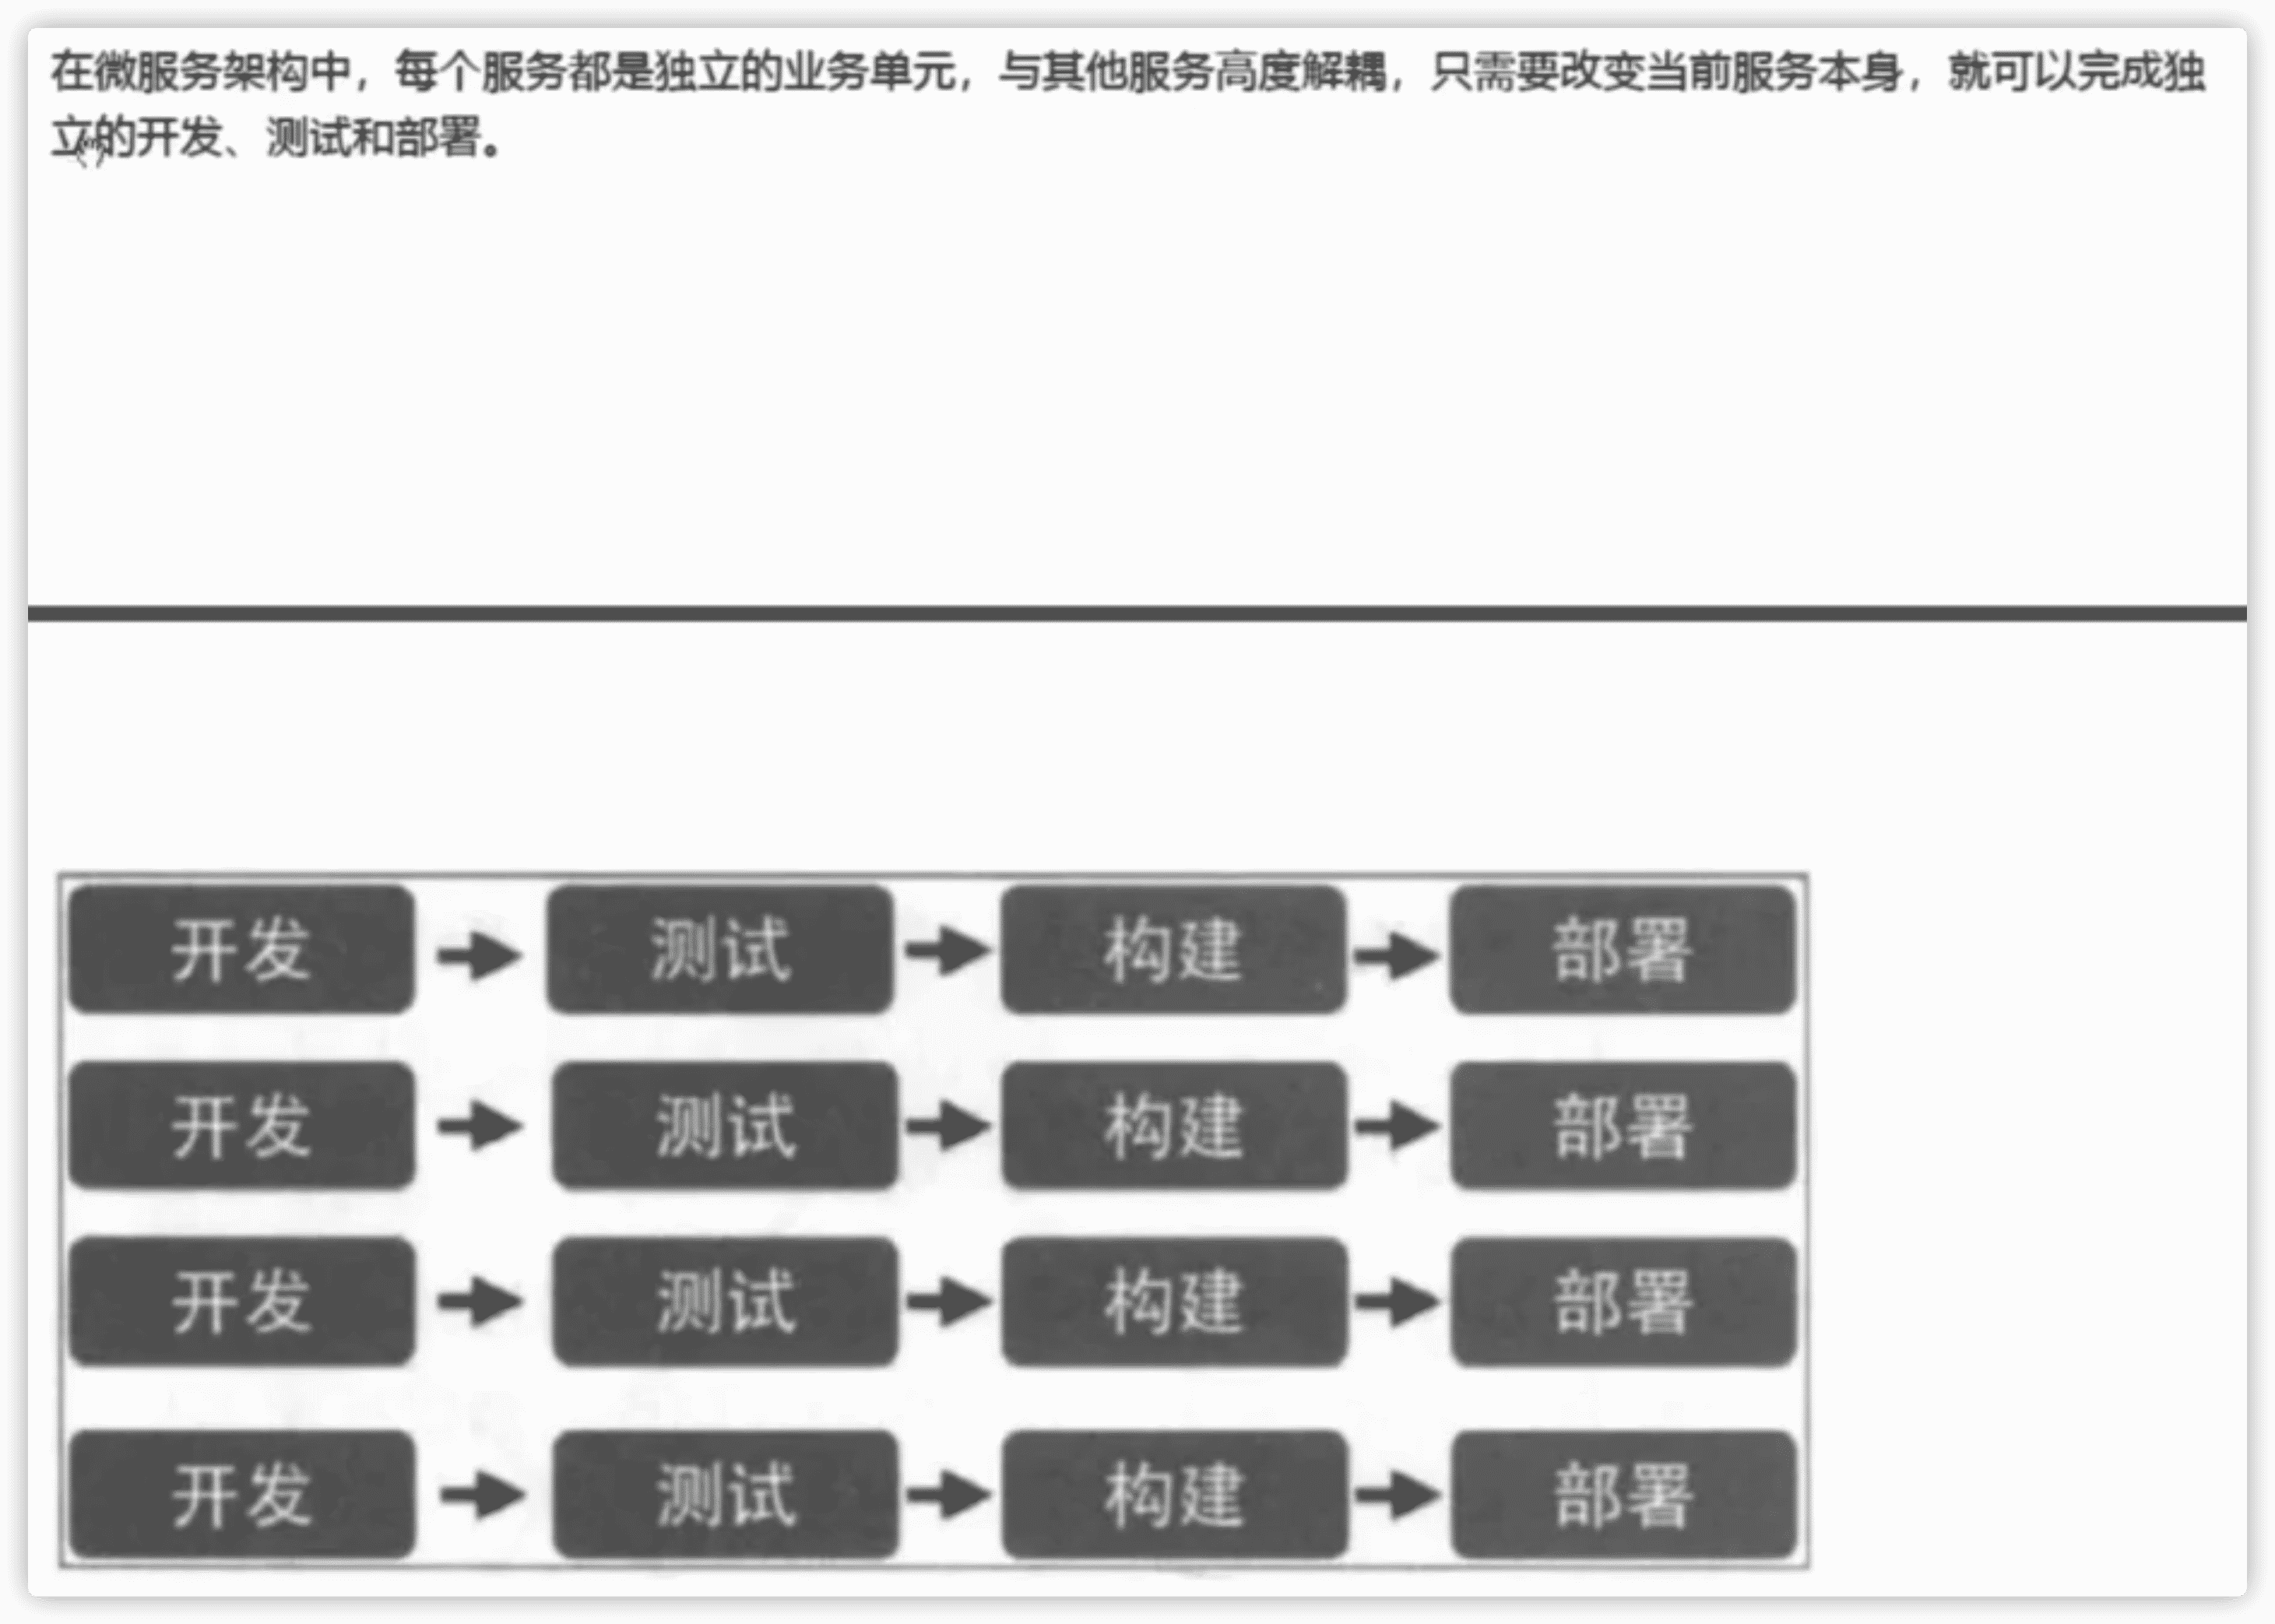 在微服务架构中，每个服务都是独立的业务单元，与其他服务高度解耦，只需要改变当前服务本身，就可以完成独
立的开发、测试和部署。
开发 测试 构建 部署
开发 测试 构建 部署
开发 测试 构建 部署
开发 测试 构建 部署